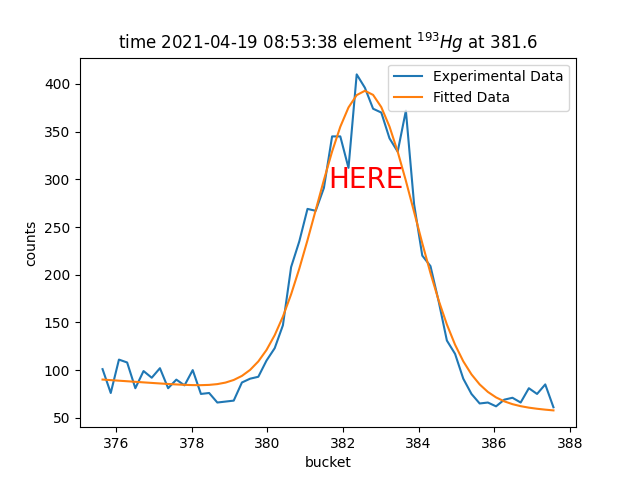 time 2021-04-19 08:53:38 element ¹⁹³Hg at 381.6
Experimental Data
Fitted Data
HERE
counts
400
350
300
250
200
150
100
50
376 378 380 382 384 386 388
bucket